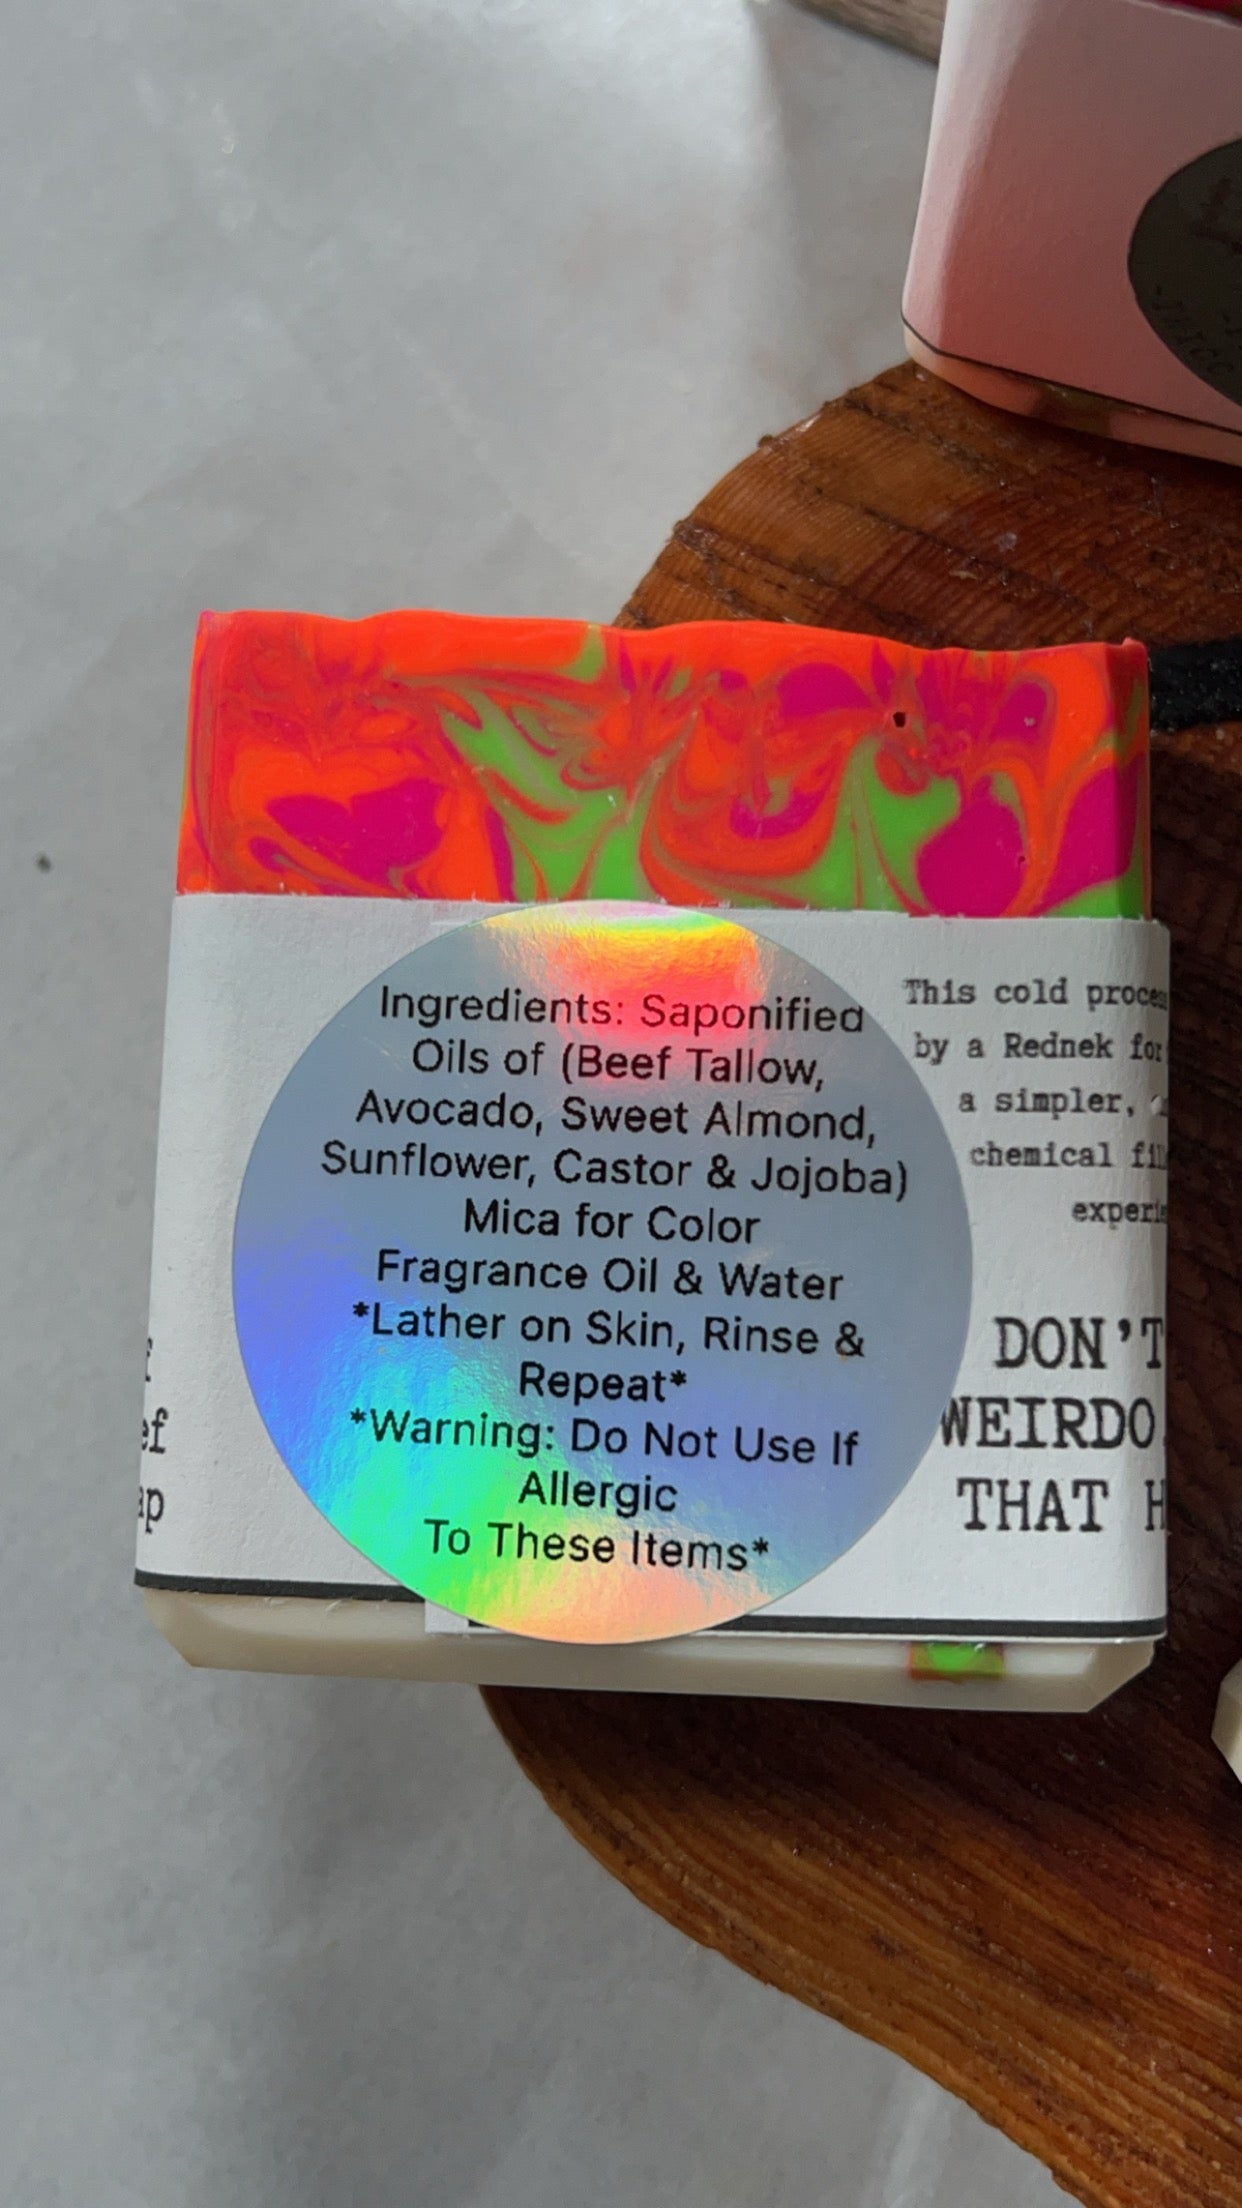 Ingredients: Saponified
Oils of (Beef Tallow,
Avocado, Sweet Almond,
Sunflower, Castor & Jojoba)
Mica for Color
Fragrance Oil & Water
*Lather on Skin, Rinse &
Repeat*
*Warning: Do Not Use If
Allergic
To These Items*
This cold
by a Rednek for
a simpler,
chemical
DON'T
WEIRDO.
THAT